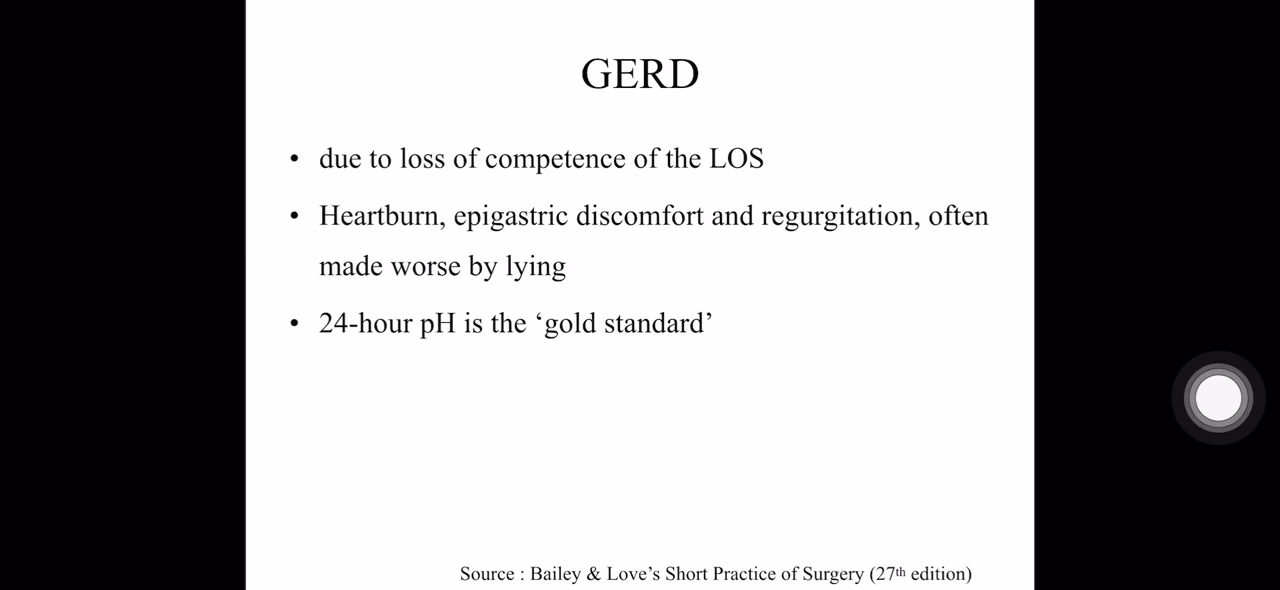 GERD
• due to loss of competence of the LOS
• Heartburn, epigastric discomfort and regurgitation, often
made worse by lying
• 24-hour pH is the ‘gold standard’
Source : Bailey & Love’s Short Practice of Surgery (27th edition)